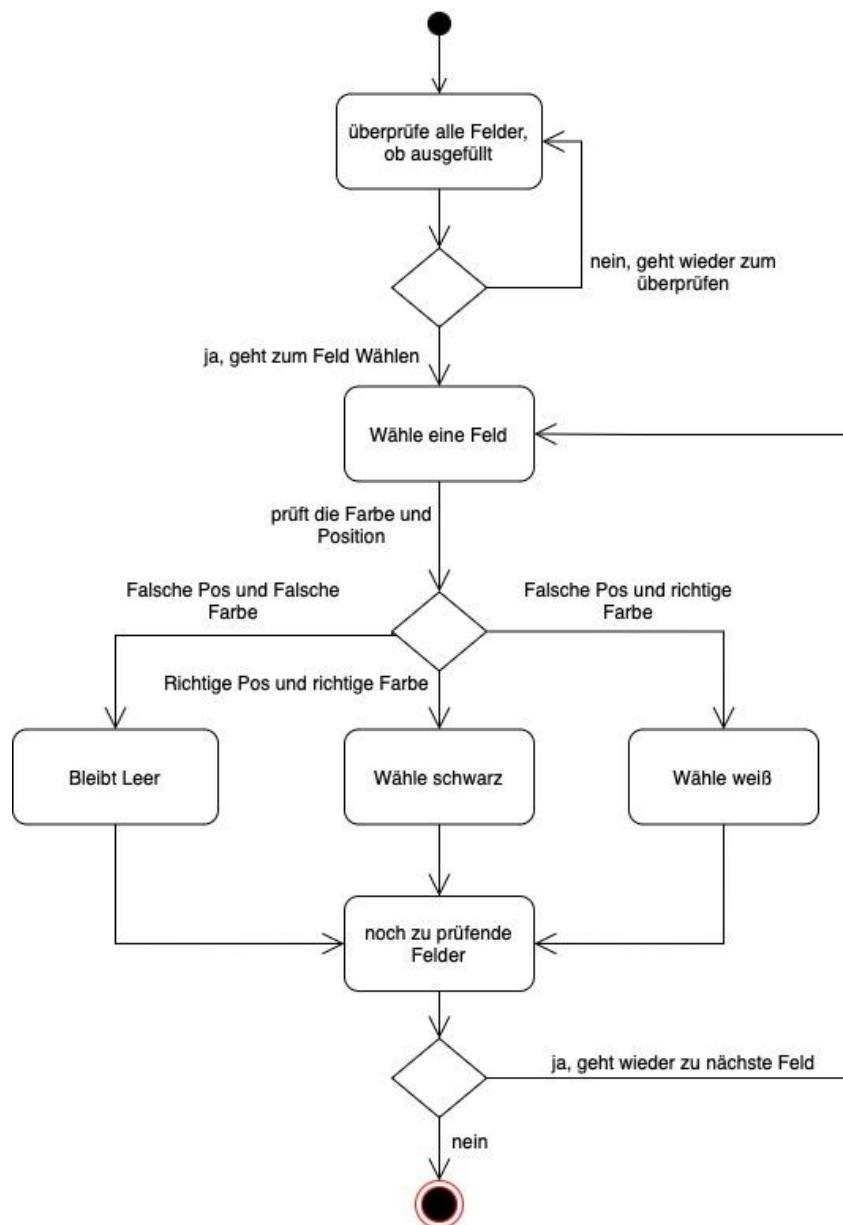 überprüfe alle Felder,
ob ausgefüllt
nein, geht wieder zum
überprüfen
ja, geht zum Feld Wählen
Wähle eine Feld
prüft die Farbe und
Position
Falsche Pos und Falsche
Farbe
Falsche Pos und richtige
Farbe
Richtige Pos und richtige Farbe
Bleibt Leer
Wähle schwarz
Wähle weiß
noch zu prüfende
Felder
ja, geht wieder zu nächste Feld
nein